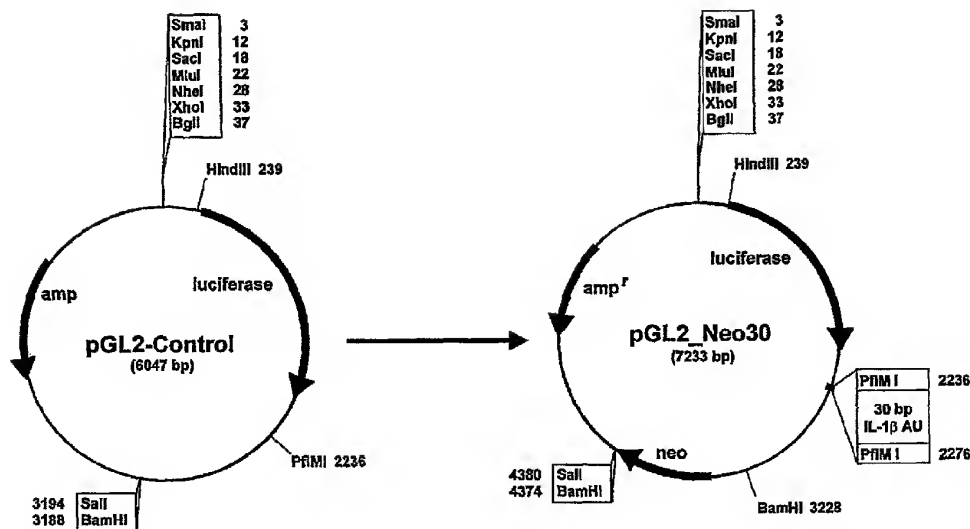 SmaI 3
KpnI 12
SacI 18
MluI 22
NheI 28
XhoI 33
BglI 37
HindIII 239
amp
luciferase
pGL2-Control
(6047 bp)
PflMI 2236
3194 SalI
3188 BamHI
SmaI 3
KpnI 12
SacI 18
MluI 22
NheI 28
XhoI 33
BglI 37
HindIII 239
amp r
luciferase
pGL2_Neo30
(7233 bp)
PflM I 2236
30 bp
IL-1β AU
PflM I 2276
neo
4380 SalI
4374 BamHI
BamHI 3228